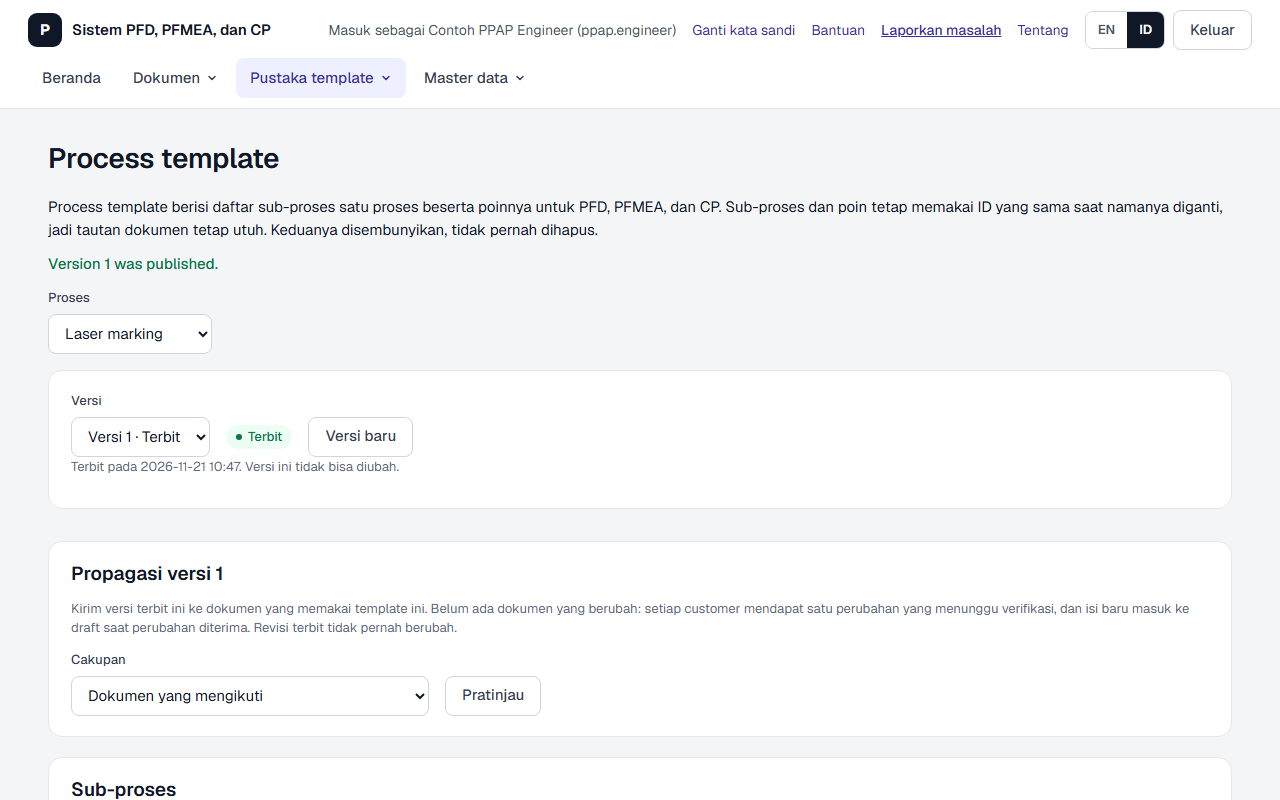 P Sistem PFD, PFMEA, dan CP Masuk sebagai Contoh PPAP Engineer (ppap.engineer) Ganti kata sandi Bantuan Laporkan masalah Tentang EN ID Keluar
Beranda Dokumen Pustaka template Master data
Process template
Process template berisi daftar sub-proses satu proses beserta poinnya untuk PFD, PFMEA, dan CP. Sub-proses dan poin tetap memakai ID yang sama saat namanya diganti,
jadi tautan dokumen tetap utuh. Keduanya disembunyikan, tidak pernah dihapus.
Version 1 was published.
Proses
Laser marking
Versi
Versi 1 · Terbit Terbit Versi baru
Terbit pada 2026-11-21 10:47. Versi ini tidak bisa diubah.
Propagasi versi 1
Kirim versi terbit ini ke dokumen yang memakai template ini. Belum ada dokumen yang berubah: setiap customer mendapat satu perubahan yang menunggu verifikasi, dan isi baru masuk ke
draft saat perubahan diterima. Revisi terbit tidak pernah berubah.
Cakupan
Dokumen yang mengikuti Pratinjau
Sub-proses